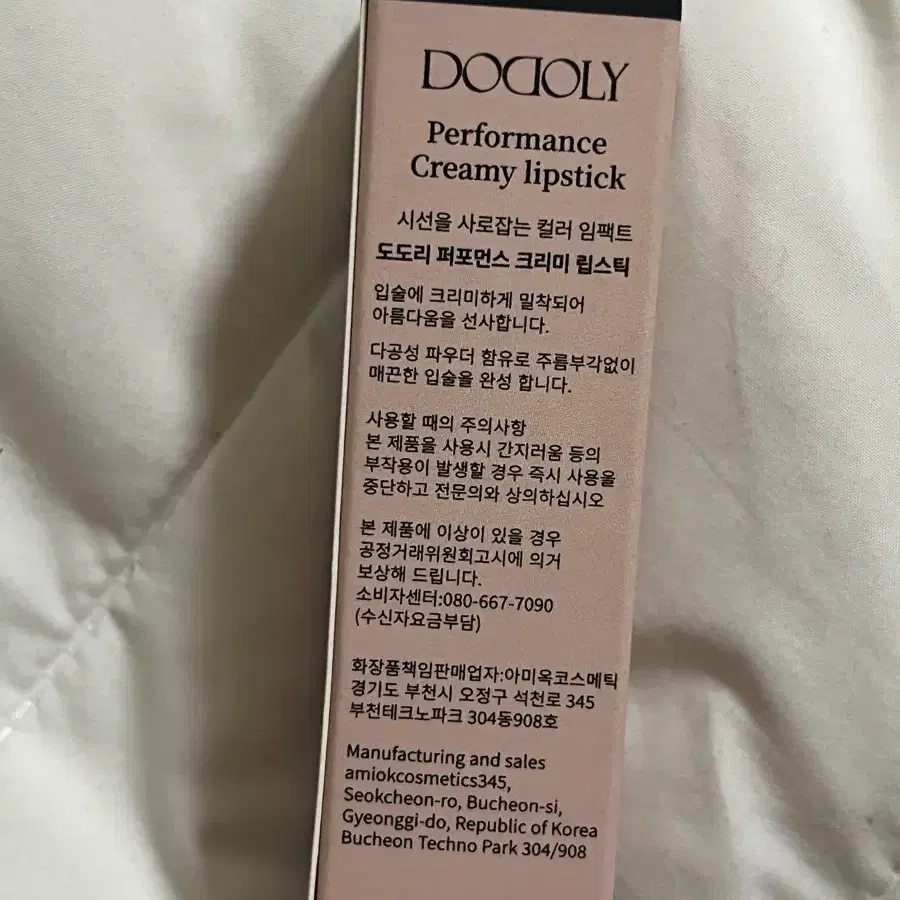 DODOLY
Performance
Creamy lipstick
시선을 사로잡는 컬러 임팩트
도도리 퍼포먼스 크리미 립스틱
입술에 크리미하게 밀착되어
아름다움을 선사합니다.
다공성 파우더 함유로 주름부각없이
매끈한 입술을 완성 합니다.
사용할 때의 주의사항
본 제품을 사용시 간지러움 등의
부작용이 발생할 경우 즉시 사용을
중단하고 전문의와 상의하십시오
본 제품에 이상이 있을 경우
공정거래위원회고시에 의거
보상해 드립니다.
소비자센터:080-667-7090
(수신자요금부담)
화장품책임판매업자:아미옥코스메틱
경기도 부천시 오정구 석천로 345
부천테크노파크 304동908호
Manufacturing and sales
amiokcosmetics345,
Seokcheon-ro, Bucheon-si,
Gyeonggi-do, Republic of Korea
Bucheon Techno Park 304/908